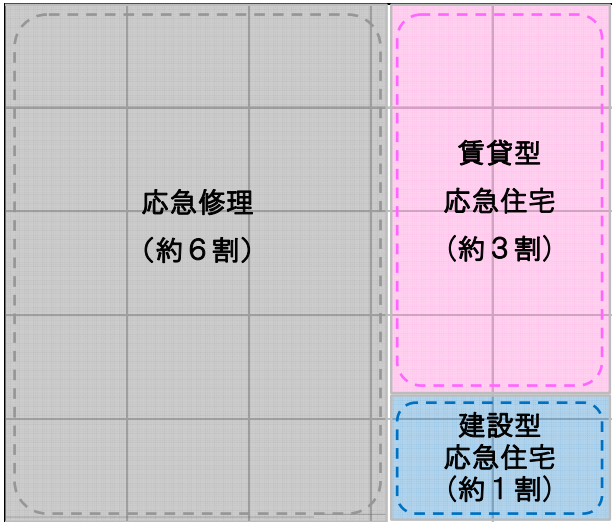 応急修理
（約６割）
賃貸型
応急住宅
（約３割）
建設型
応急住宅
（約１割）